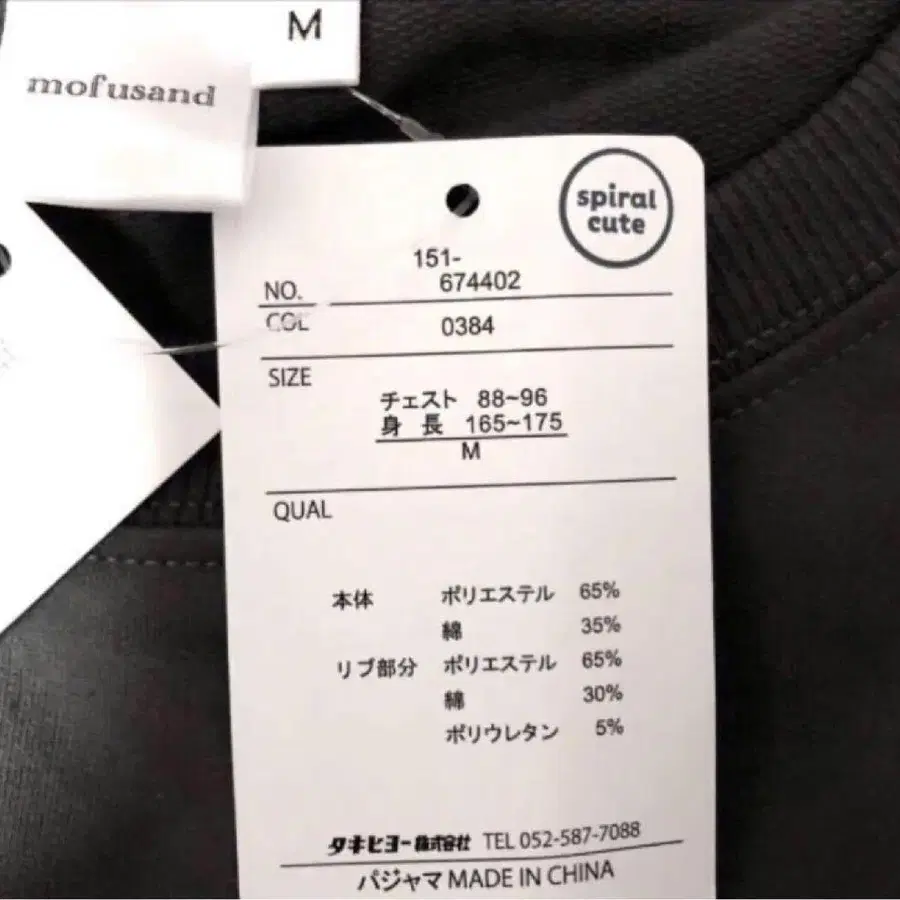 M
mofusand
spiral
cute
151-
NO. 674402
COL 0384
SIZE
チェスト 88~96
身 長 165~175
M
QUAL
本体 ポリエステル 65%
綿 35%
リブ部分 ポリエステル 65%
綿 30%
ポリウレタン 5%
タキヒヨー株式会社 TEL 052-587-7088
パジャマ MADE IN CHINA